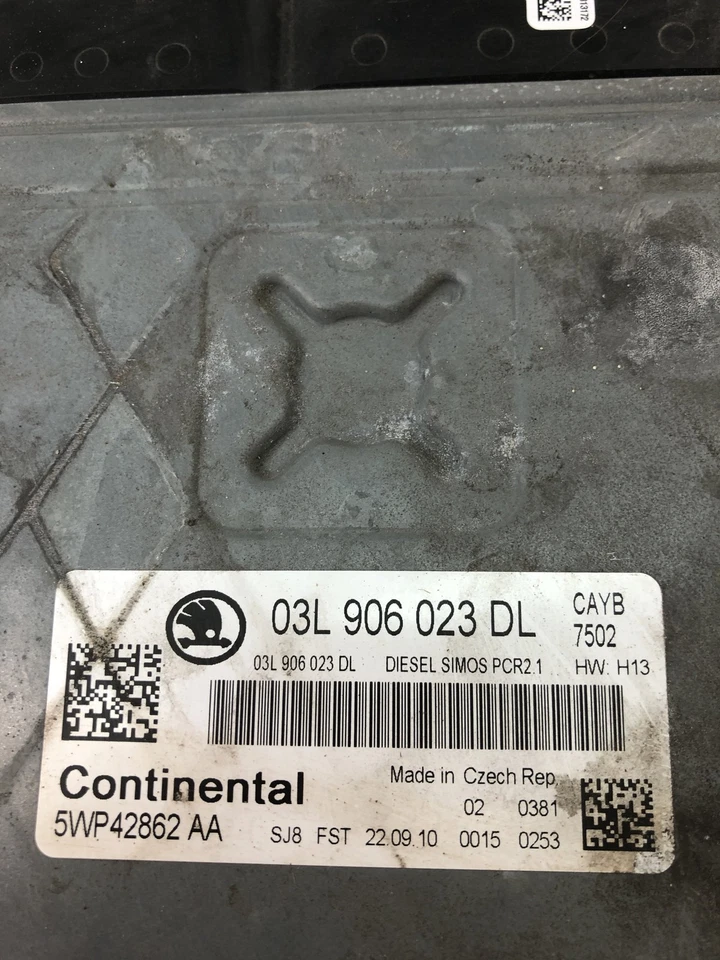 13172
03L 906 023 DL
CAYB
7502
03L 906 023 DL DIESEL SIMOS PCR2.1 HW: H13
Continental
Made in Czech Rep.
02 0381
5WP42862 AA
SJ8 FST 22.09.10 0015 0253